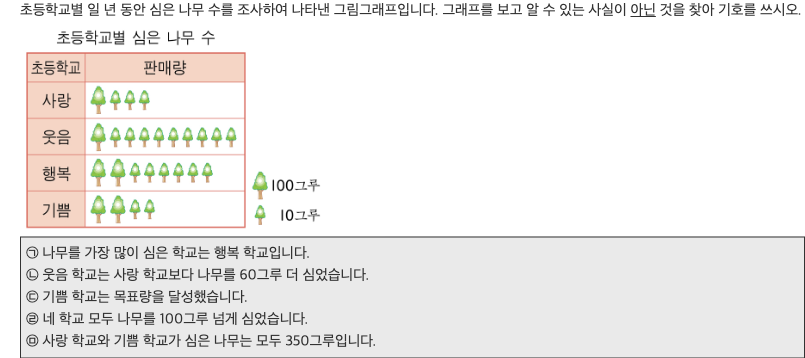 초등학교별 일 년 동안 심은 나무 수를 조사하여 나타낸 그림그래프입니다. 그래프를 보고 알 수 있는 사실이 아닌 것을 찾아 기호를 쓰시오.
초등학교별 심은 나무 수
초등학교 판매량
사랑
웃음
행복
기쁨
100그루
10그루
㉠ 나무를 가장 많이 심은 학교는 행복 학교입니다.
㉡ 웃음 학교는 사랑 학교보다 나무를 60그루 더 심었습니다.
㉢ 기쁨 학교는 목표량을 달성했습니다.
㉣ 네 학교 모두 나무를 100그루 넘게 심었습니다.
㉤ 사랑 학교와 기쁨 학교가 심은 나무는 모두 350그루입니다.